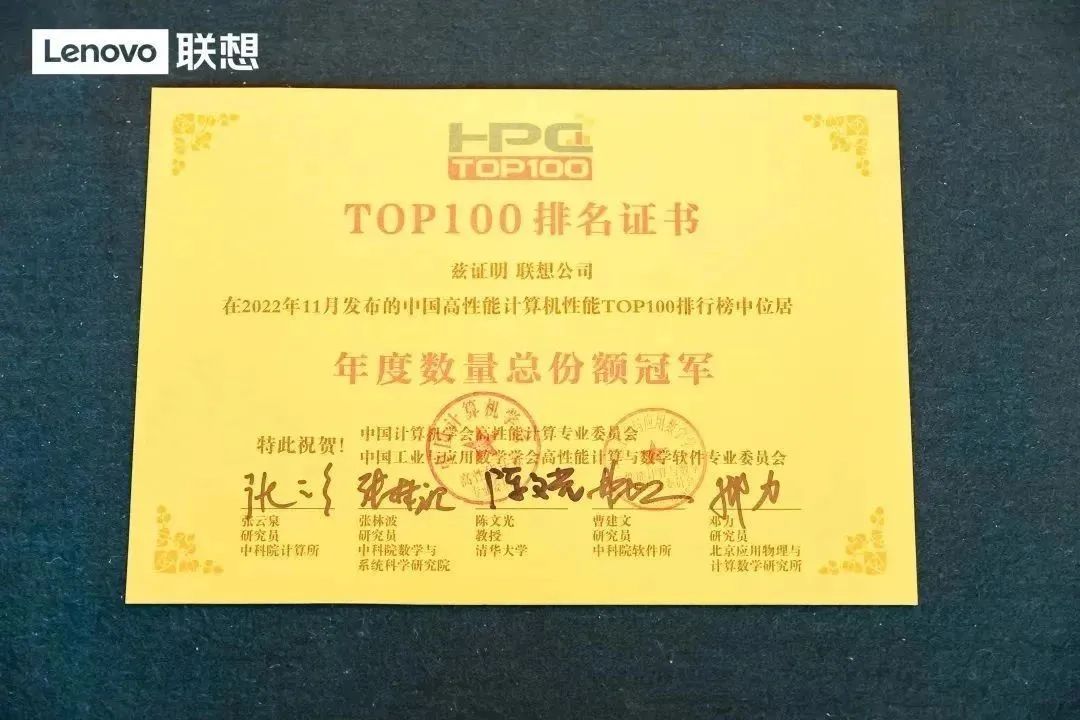 Lenovo 联想
HPC
TOP100
TOP100 排名证书
兹证明 联想公司
在2022年11月发布的中国高性能计算机性能TOP100排行榜中位居
年度数量总份额冠军
特此祝贺!
中国计算机学会高性能计算专业委员会
中国工业与应用数学学会高性能计算与数学软件专业委员会
张云泉
研究员
中科院计算所
张林波
研究员
中科院数学与
系统科学研究院
陈文光
教授
清华大学
曹建文
研究员
中科院软件所
邓力
研究员
北京应用物理与
计算数学研究所